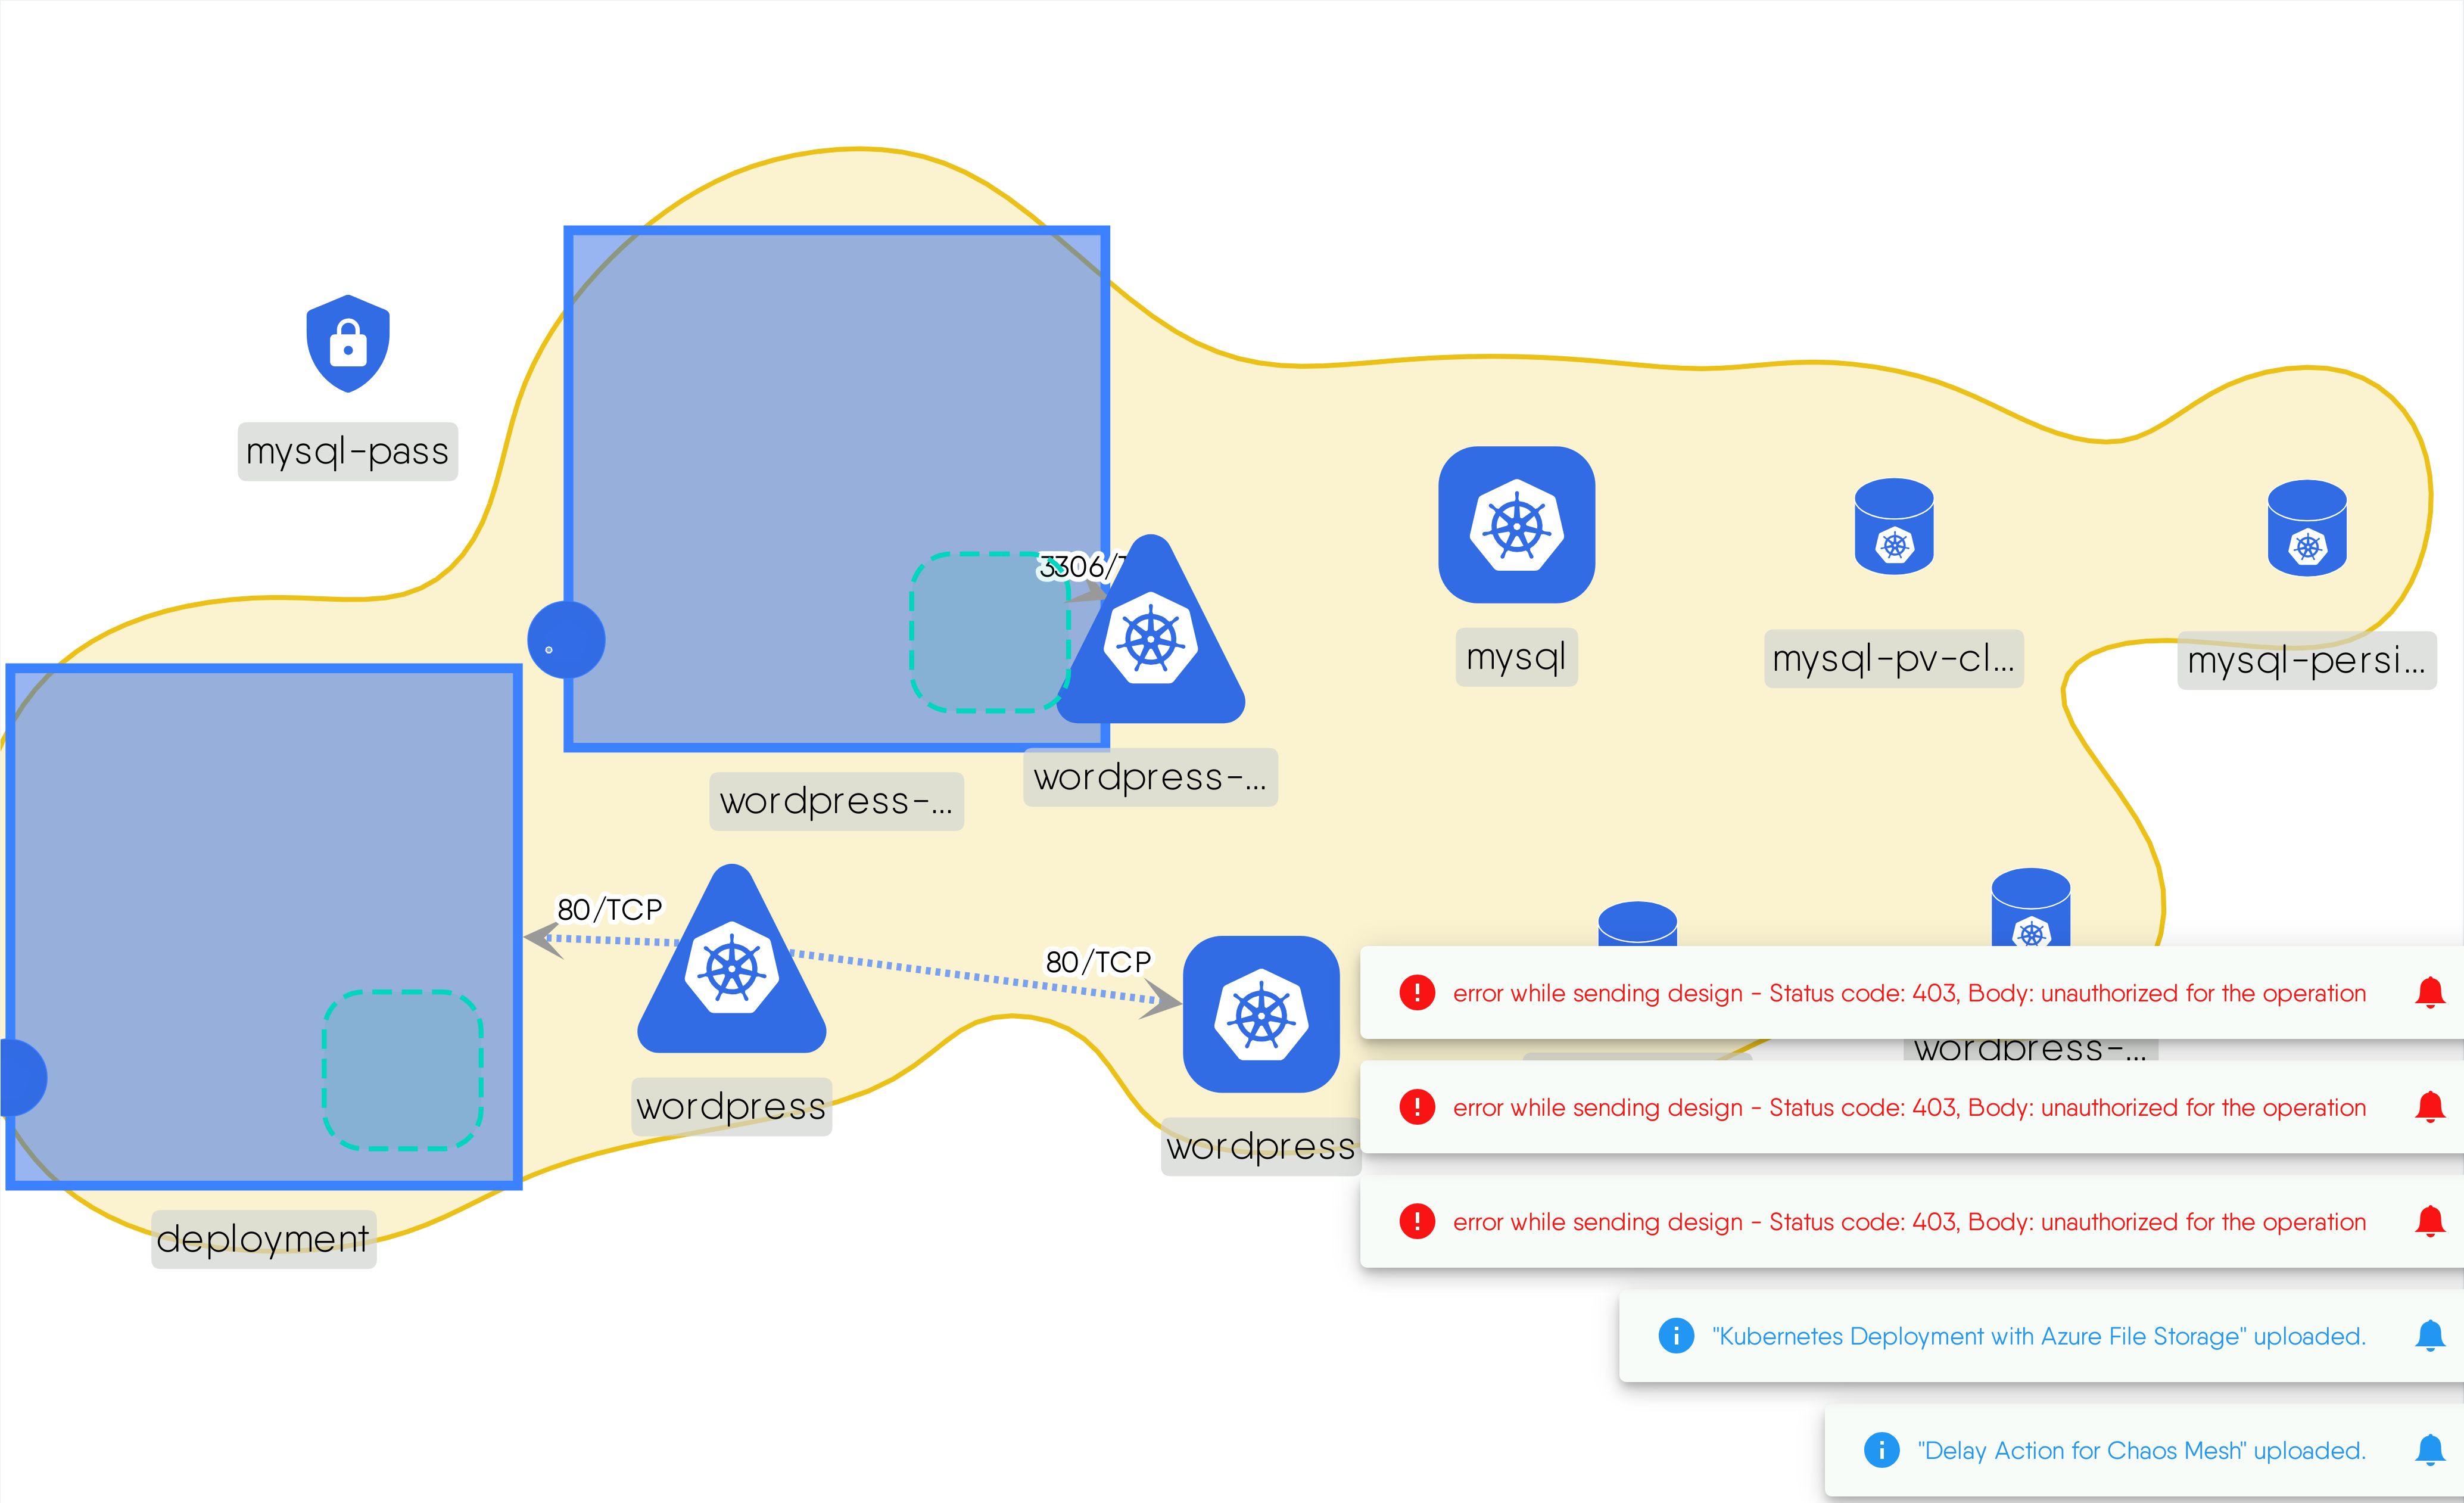 mysql-pass
3306/T
mysql
mysql-pv-cl...
mysql-persi...
wordpress-...
wordpress-...
80/TCP
80/TCP
wordpress
wordpress
wordpress-...
deployment
error while sending design - Status code: 403, Body: unauthorized for the operation
error while sending design - Status code: 403, Body: unauthorized for the operation
error while sending design - Status code: 403, Body: unauthorized for the operation
"Kubernetes Deployment with Azure File Storage" uploaded.
"Delay Action for Chaos Mesh" uploaded.